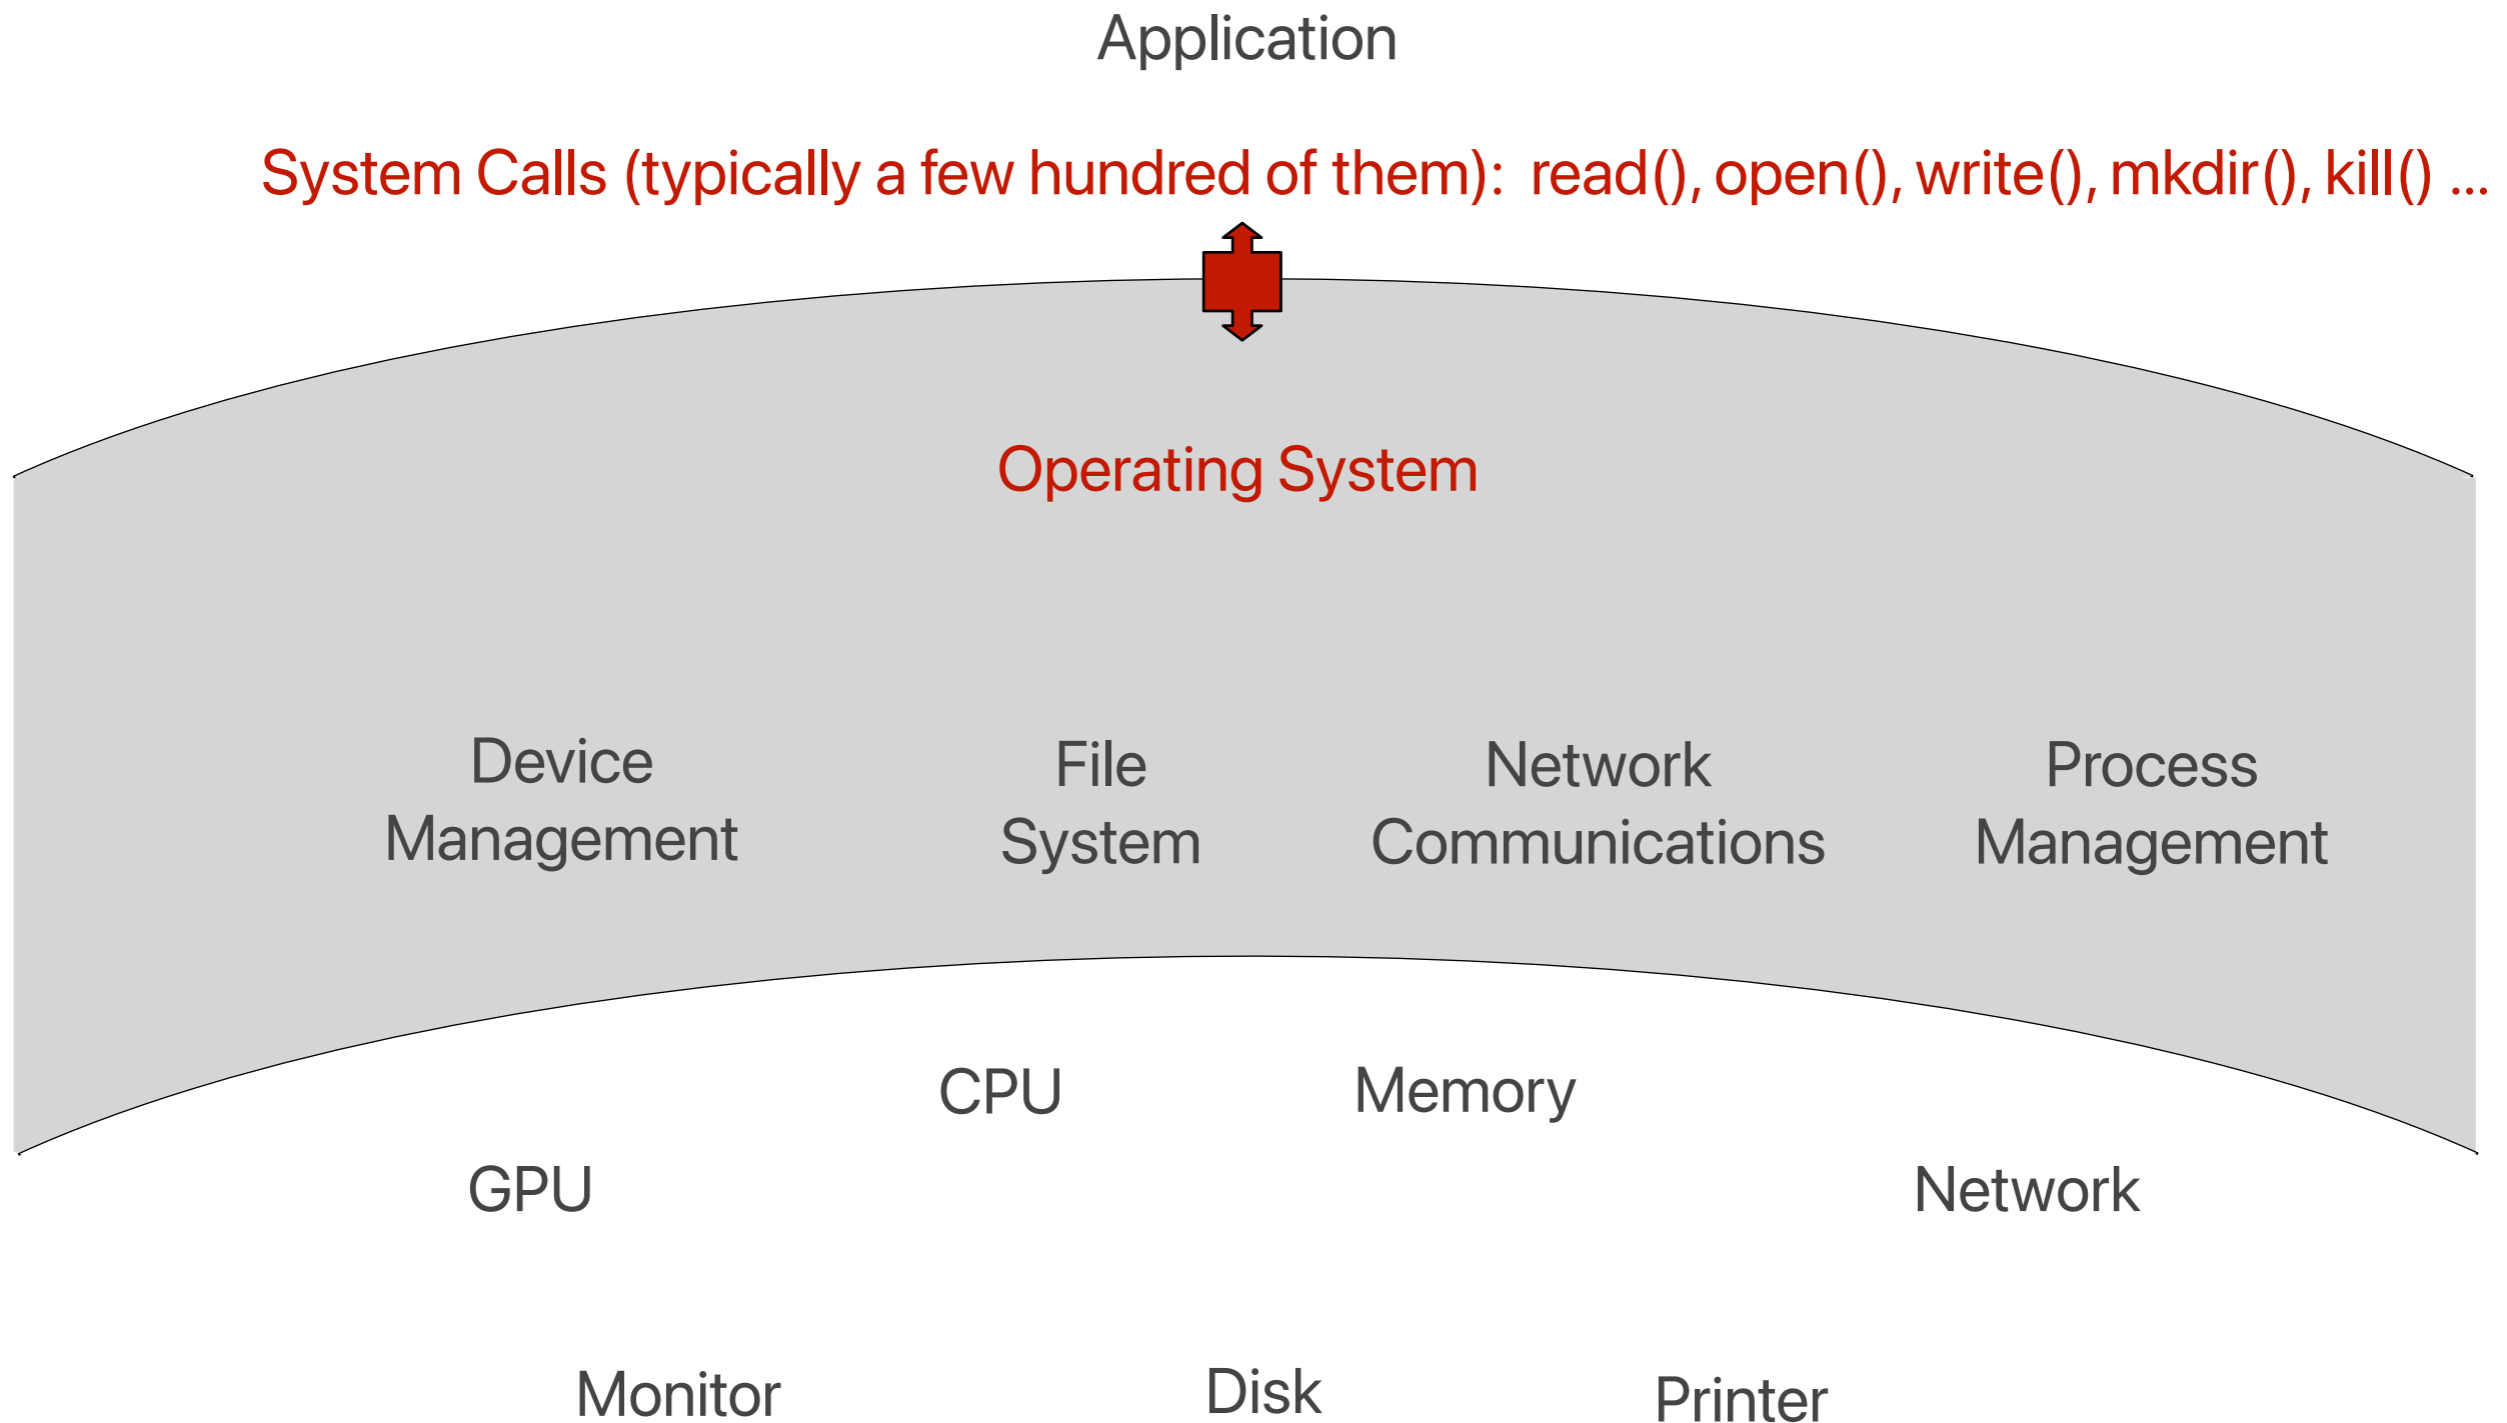 Application
System Calls (typically a few hundred of them): read(), open(), write(), mkdir(), kill() ...
Operating System
Device
Management
File
System
Network
Communications
Process
Management
CPU
Memory
GPU
Network
Monitor
Disk
Printer